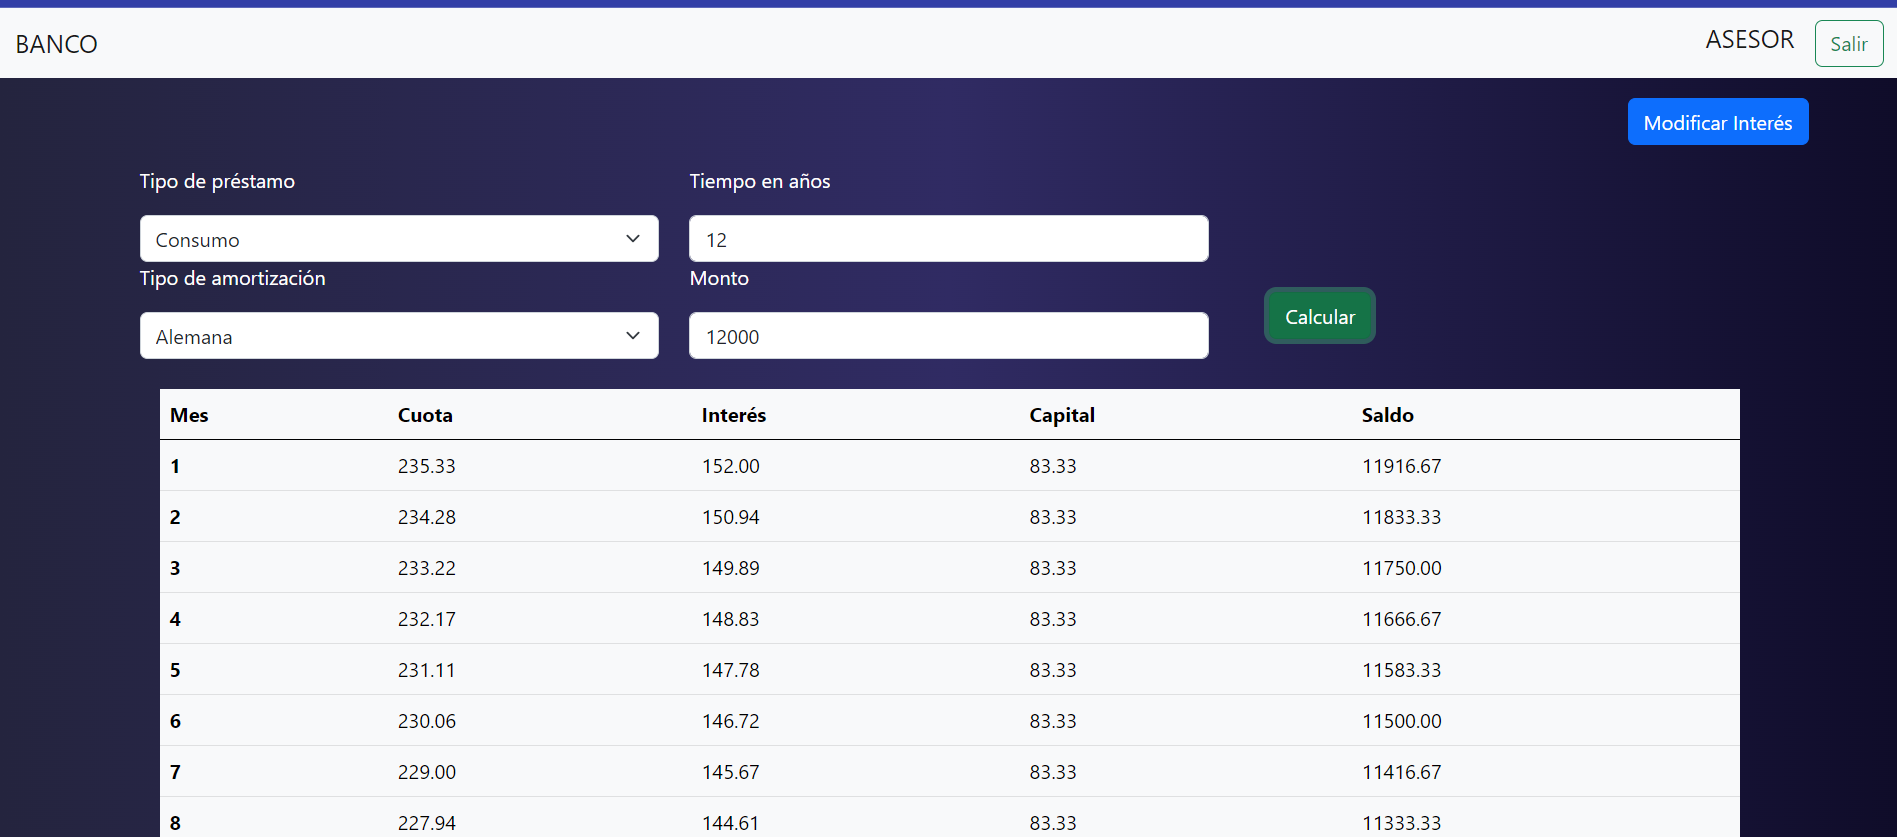 BANCO
ASESOR
Salir
Modificar Interés
Tipo de préstamo
Tiempo en años
Consumo
12
Tipo de amortización
Monto
Alemana
12000
Calcular
Mes Cuota Interés Capital Saldo
1 235.33 152.00 83.33 11916.67
2 234.28 150.94 83.33 11833.33
3 233.22 149.89 83.33 11750.00
4 232.17 148.83 83.33 11666.67
5 231.11 147.78 83.33 11583.33
6 230.06 146.72 83.33 11500.00
7 229.00 145.67 83.33 11416.67
8 227.94 144.61 83.33 11333.33